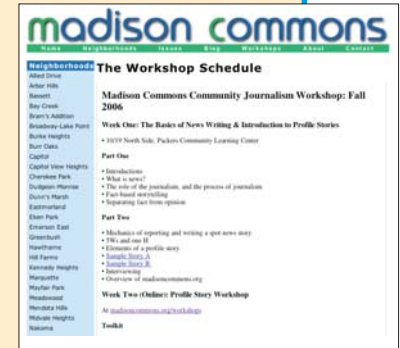 madison commons
Home Neighborhoods Issues Blog Workshops About Contact
Neighborhoods
Allied Drive
Arbor Hills
Bassett
Bay Creek
Bram's Addition
Broadway-Lake Point
Burke Heights
Burr Oaks
Capitol
Capitol View Heights
Cherokee Park
Dudgeon-Monroe
Dunn's Marsh
Eastmorland
Eken Park
Emerson East
Greenbush
Hawthorne
Hill Farms
Kennedy Heights
Marquette
Mayfair Park
Meadowood
Mendota Hills
Midvale Heights
Nakoma
The Workshop Schedule
Madison Commons Community Journalism Workshop: Fall
2006
Week One: The Basics of News Writing & Introduction to Profile Stories
• 10/19 North Side, Packers Community Learning Center
Part One
• Introductions
• What is news?
• The role of the journalism, and the process of journalism
• Fact-based storytelling
• Separating fact from opinion
Part Two
• Mechanics of reporting and writing a spot news story
• 5Ws and one H
• Elements of a profile story
• Sample Story A
• Sample Story B
• Interviewing
• Overview of madisoncommons.org
Week Two (Online): Profile Story Workshop
At madisoncommons.org/workshops
Toolkit